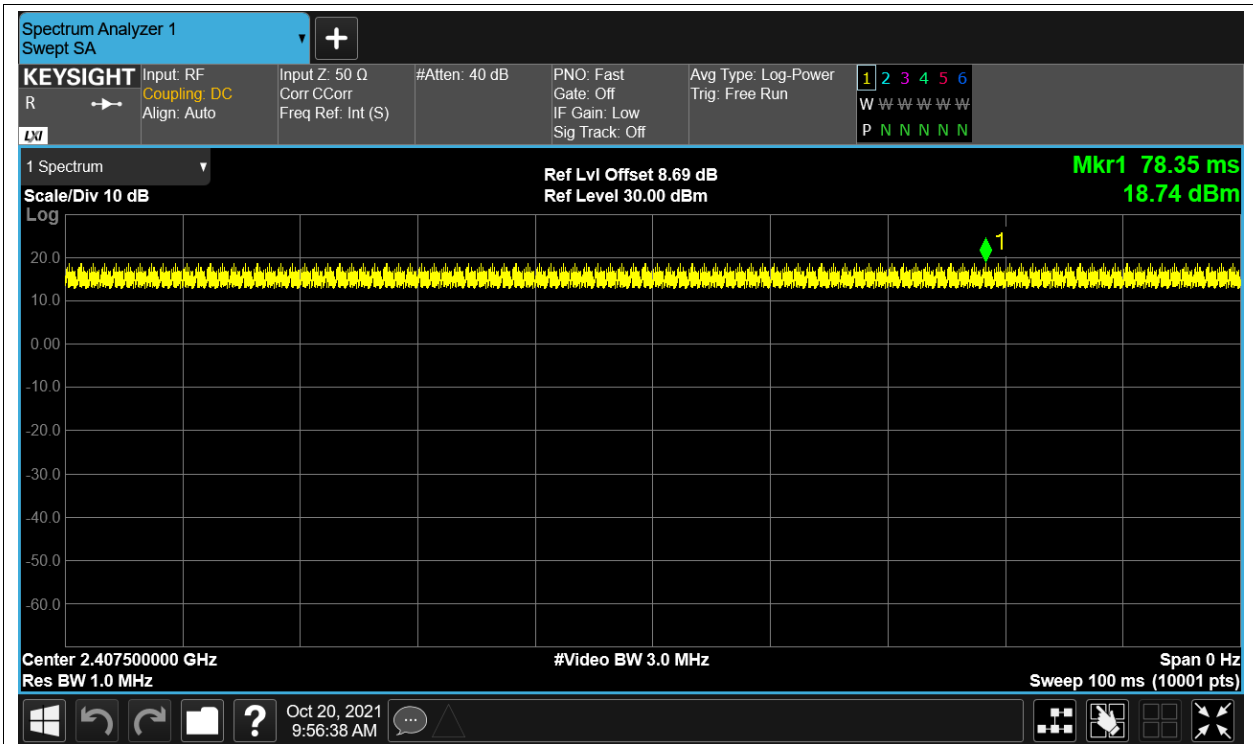 Spectrum Analyzer 1
Swept SA
KEYSIGHT
R
LXI
Input: RF
Coupling: DC
Align: Auto
Input Z: 50 Ω
Corr CCorr
Freq Ref: Int (S)
#Atten: 40 dB
PNO: Fast
Gate: Off
IF Gain: Low
Sig Track: Off
Avg Type: Log-Power
Trig: Free Run
1 2 3 4 5 6
W W W W W W
P N N N N N
1 Spectrum
Scale/Div 10 dB
Ref Lvl Offset 8.69 dB
Ref Level 30.00 dBm
Mkr1 78.35 ms
18.74 dBm
Log
1
20.0
10.0
0.00
-10.0
-20.0
-30.0
-40.0
-50.0
-60.0
Center 2.407500000 GHz
Res BW 1.0 MHz
#Video BW 3.0 MHz
Span 0 Hz
Sweep 100 ms (10001 pts)
?
Oct 20, 2021
9:56:38 AM